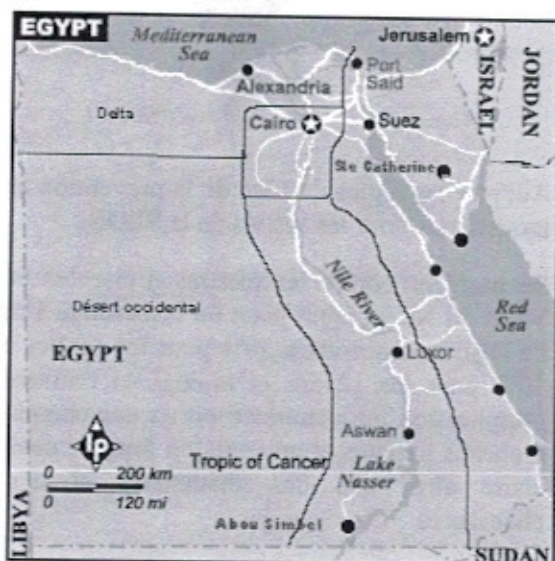 EGYPT
Mediterranean
Sea
Jerusalem
Port
Said
ISRAEL
JORDAN
Alexandria
Delta
Cairo
Suez
Ste Catherine
Désert occidental
Nile River
Red
Sea
EGYPT
Luxor
lp
Aswan
0 200 km
0 120 mi
Tropic of Cancer
Lake
Nasser
Abou Simbel
LIBYA
SUDAN